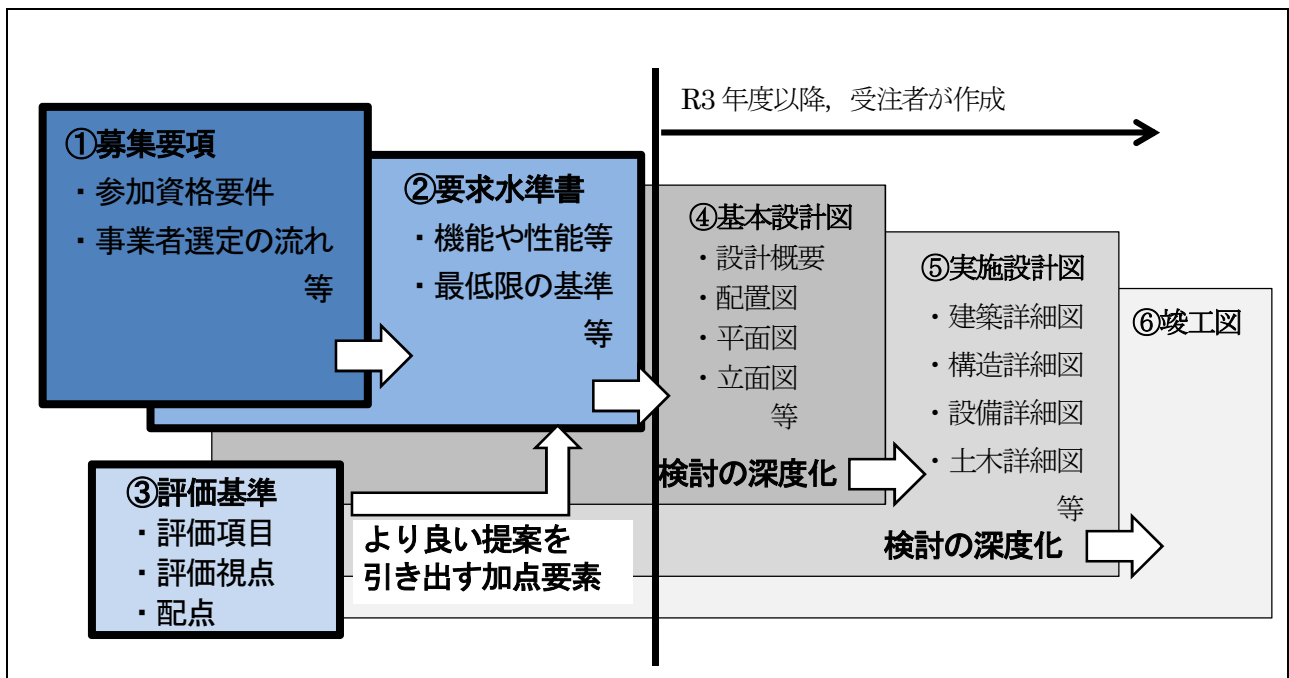 R3 年度以降，受注者が作成
①募集要項
・参加資格要件
・事業者選定の流れ
等
②要求水準書
・機能や性能等
・最低限の基準
等
③評価基準
・評価項目
・評価視点
・配点
より良い提案を
引き出す加点要素
④基本設計図
・設計概要
・配置図
・平面図
・立面図
等
検討の深度化
⑤実施設計図
・建築詳細図
・構造詳細図
・設備詳細図
・土木詳細図
等
検討の深度化
⑥竣工図